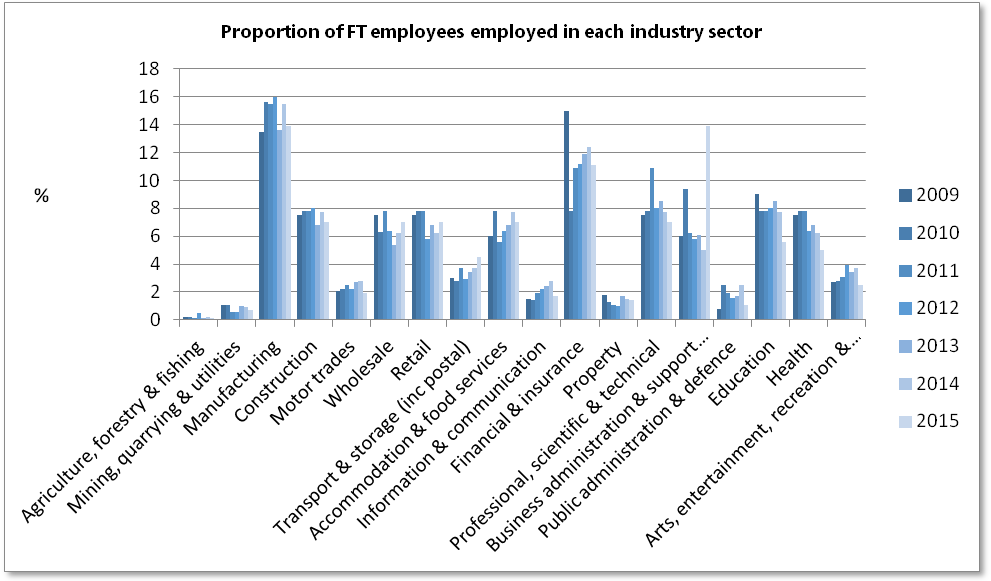 Proportion of FT employees employed in each industry sector
18
16
14
12
10
8
6
4
2
0
%
Agriculture, forestry & fishing
Mining, quarrying & utilities
Manufacturing
Construction
Motor trades
Wholesale
Retail
Transport & storage (inc postal)
Accommodation & food services
Information & communication
Financial & insurance
Property
Professional, scientific & technical
Business administration & support...
Public administration & defence
Education
Health
Arts, entertainment, recreation &...
2009
2010
2011
2012
2013
2014
2015